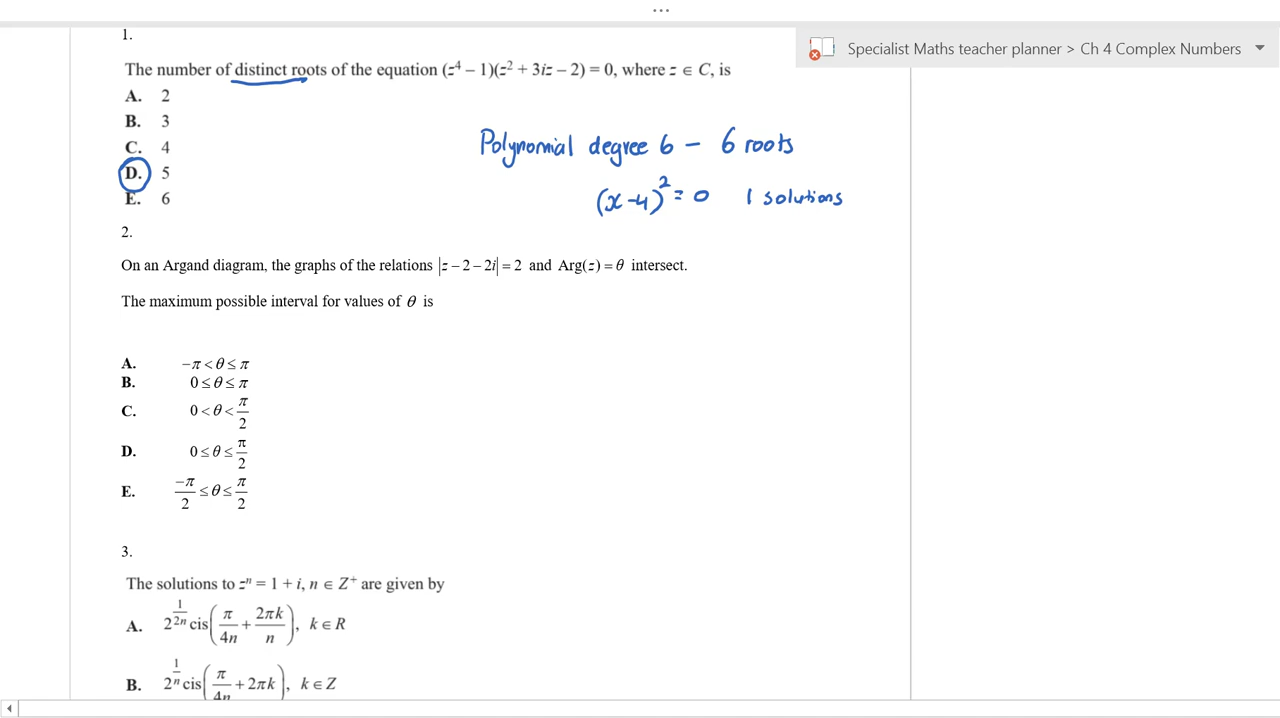 ...
1.
Specialist Maths teacher planner > Ch 4 Complex Numbers
The number of distinct roots of the equation (z⁴ − 1)(z² + 3iz − 2) = 0, where z ∈ C, is
A. 2
B. 3
C. 4
D. 5
E. 6
Polynomial degree 6 – 6 roots
(x-4)² = 0 1 solutions
2.
On an Argand diagram, the graphs of the relations |z − 2 − 2i| = 2 and Arg(z) = θ intersect.
The maximum possible interval for values of θ is
A. −π < θ ≤ π
B. 0 ≤ θ ≤ π
C. 0 < θ < π/2
D. 0 ≤ θ ≤ π/2
E. −π/2 ≤ θ ≤ π/2
3.
The solutions to zⁿ = 1 + i, n ∈ Z⁺ are given by
A. 2^(1/2n) cis(π/4n + 2πk/n), k ∈ R
B. 2^(1/n) cis(π/4n + 2πk), k ∈ Z